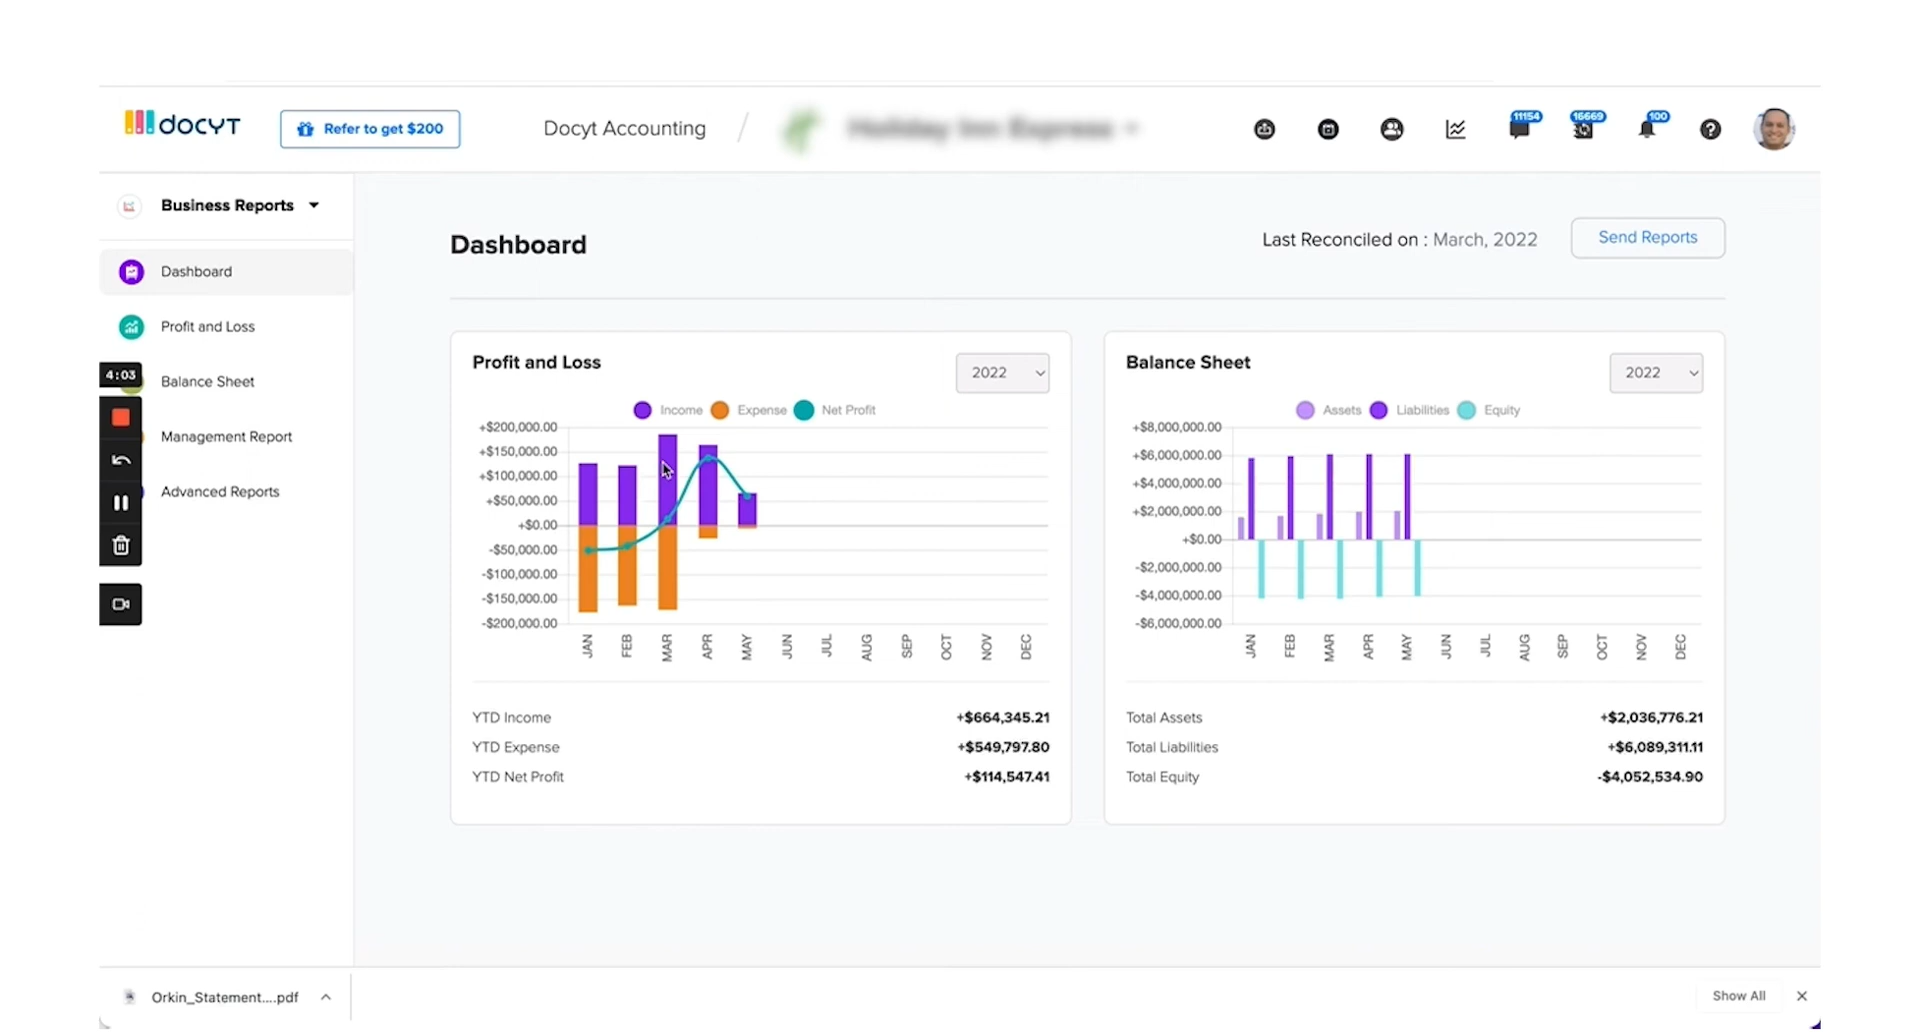 docyt
Refer to get $200
Docyt Accounting /
11154
16669
100
Business Reports
Dashboard
Profit and Loss
4:03
Balance Sheet
Management Report
Advanced Reports
Dashboard
Last Reconciled on : March, 2022
Send Reports
Profit and Loss
2022
Income Expense Net Profit
+$200,000.00
+$150,000.00
+$100,000.00
+$50,000.00
+$0.00
-$50,000.00
-$100,000.00
-$150,000.00
-$200,000.00
JAN FEB MAR APR MAY JUN JUL AUG SEP OCT NOV DEC
YTD Income +$664,345.21
YTD Expense +$549,797.80
YTD Net Profit +$114,547.41
Balance Sheet
2022
Assets Liabilities Equity
+$8,000,000.00
+$6,000,000.00
+$4,000,000.00
+$2,000,000.00
+$0.00
-$2,000,000.00
-$4,000,000.00
-$6,000,000.00
JAN FEB MAR APR MAY JUN JUL AUG SEP OCT NOV DEC
Total Assets +$2,036,776.21
Total Liabilities +$6,089,311.11
Total Equity -$4,052,534.90
Orkin_Statement....pdf
Show All